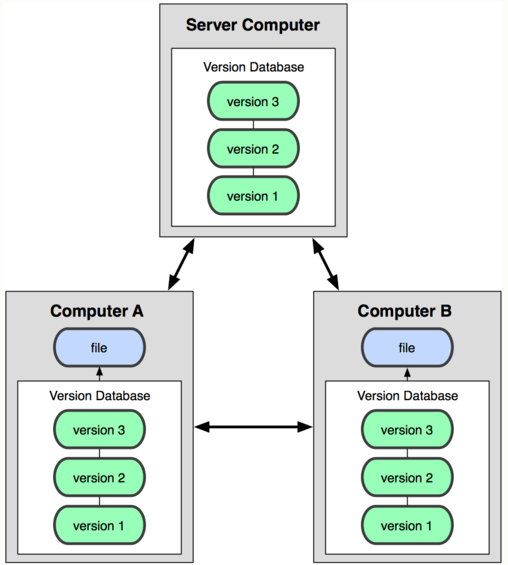 Server Computer
Version Database
version 3
version 2
version 1
Computer A
file
Version Database
version 3
version 2
version 1
Computer B
file
Version Database
version 3
version 2
version 1